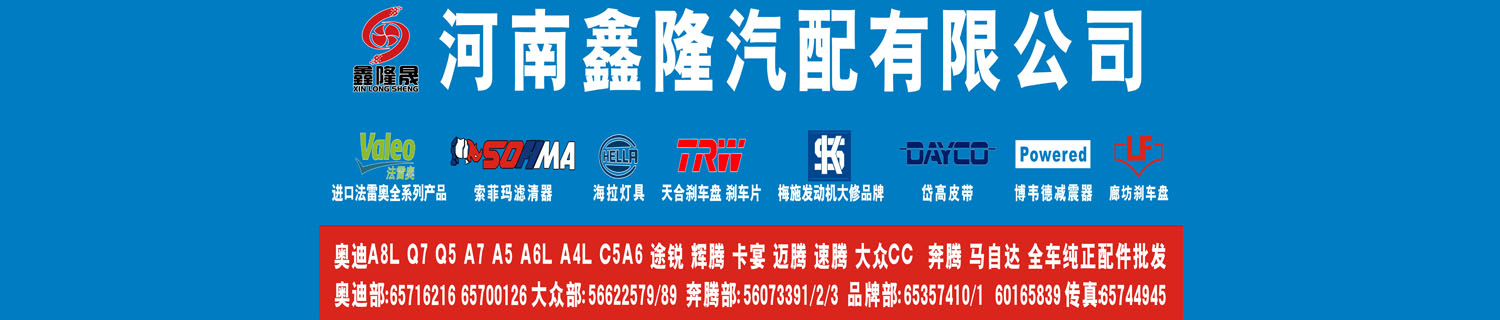 河南鑫隆汽配有限公司
鑫隆晟
XIN LONG SHENG
Valeo 法雷奥 SOHMA HELLA TRW KS DAYCO Powered LF
进口法雷奥全系列产品 索菲玛滤清器 海拉灯具 天合刹车盘 刹车片 梅施发动机大修品牌 岱高皮带 博韦德减震器 廊坊刹车盘
奥迪A8L Q7 Q5 A7 A5 A6L A4L C5A6 途锐 辉腾 卡宴 迈腾 速腾 大众CC 奔腾 马自达 全车纯正配件批发
奥迪部:65716216 65700126 大众部:56622579/89 奔腾部:56073391/2/3 品牌部:65357410/1 60165839 传真:65744945